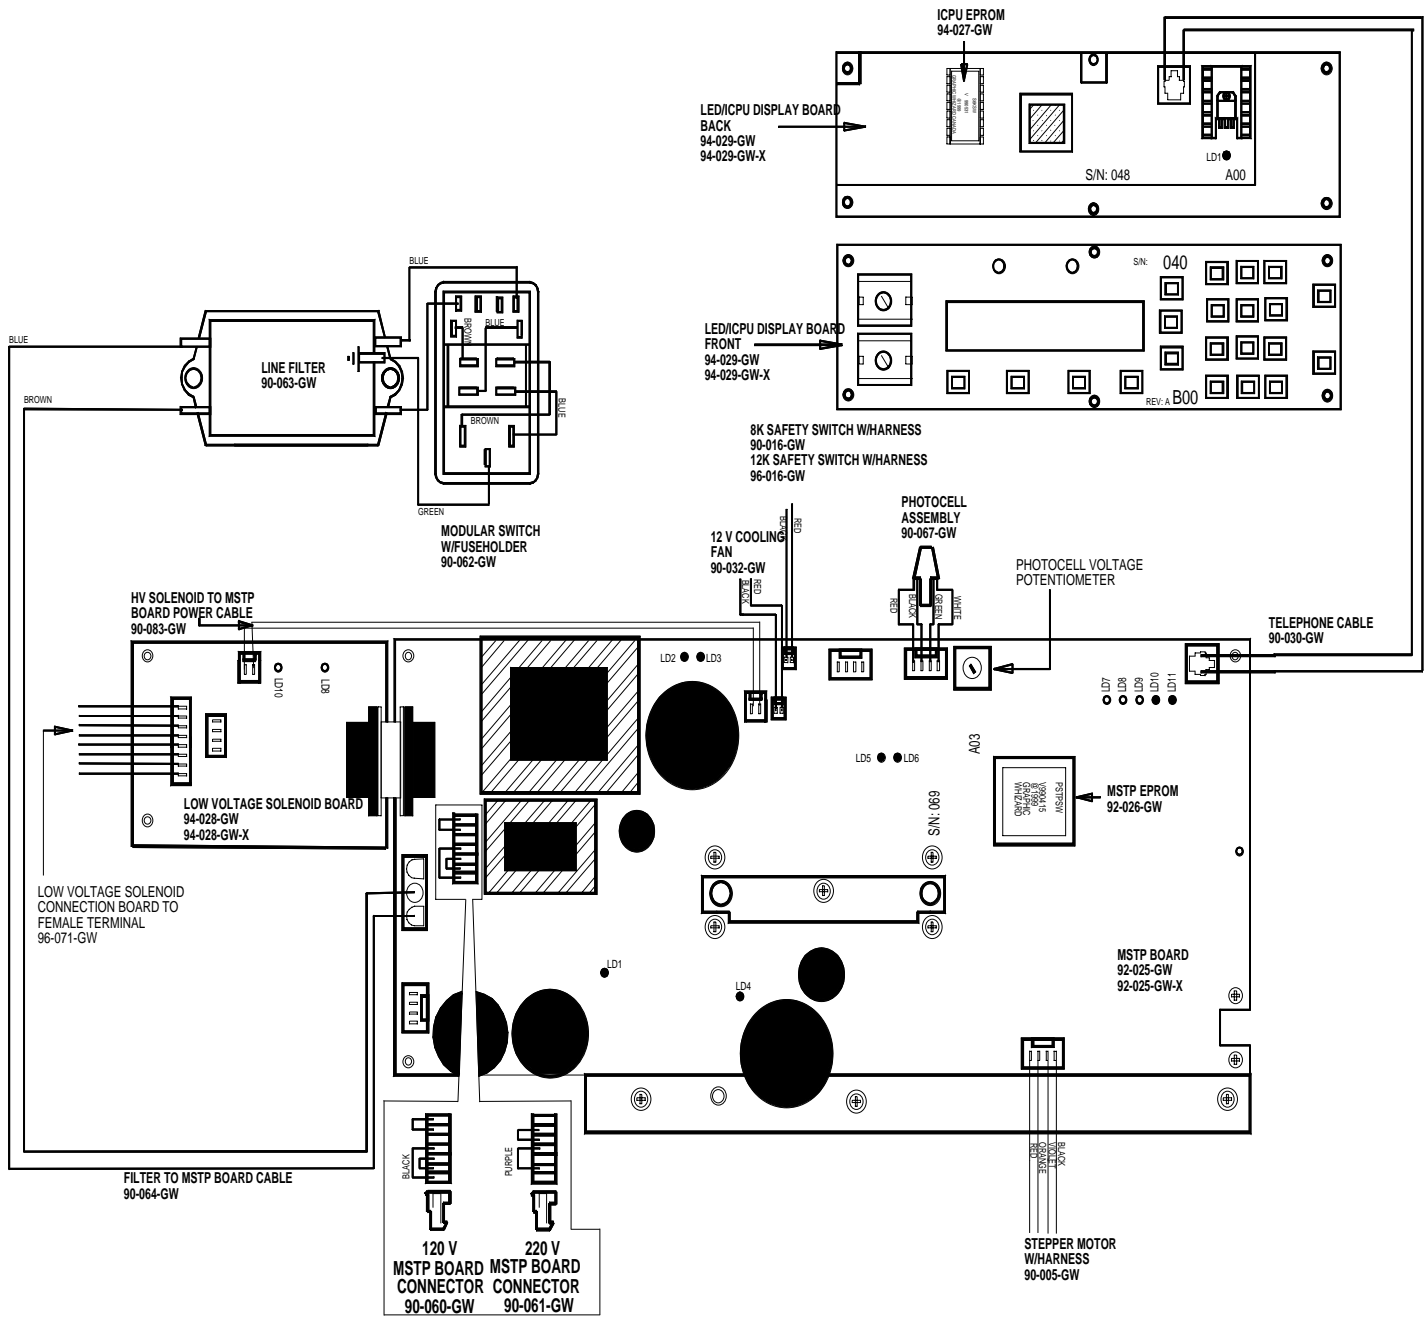 ICPU EPROM
94-027-GW
LED/ICPU DISPLAY BOARD
BACK
94-029-GW
94-029-GW-X
LD1
S/N: 048
A00
LED/ICPU DISPLAY BOARD
FRONT
94-029-GW
94-029-GW-X
S/N:
040
REV: A B00
BLUE
BLUE
BROWN
LINE FILTER
90-063-GW
BROWN
BLUE
BLUE
BROWN
GREEN
MODULAR SWITCH
W/FUSEHOLDER
90-062-GW
8K SAFETY SWITCH W/HARNESS
90-016-GW
12K SAFETY SWITCH W/HARNESS
96-016-GW
BLACK
RED
12 V COOLING
FAN
90-032-GW
BLACK
RED
PHOTOCELL
ASSEMBLY
90-067-GW
RED
BLACK
GREEN
WHITE
PHOTOCELL VOLTAGE
POTENTIOMETER
TELEPHONE CABLE
90-030-GW
HV SOLENOID TO MSTP
BOARD POWER CABLE
90-083-GW
LD10
LD8
LOW VOLTAGE SOLENOID BOARD
94-028-GW
94-028-GW-X
LOW VOLTAGE SOLENOID
CONNECTION BOARD TO
FEMALE TERMINAL
96-071-GW
LD2
LD3
LD5
LD6
LD7
LD8
LD9
LD10
LD11
A03
S/N: 069
PSTPSW
V990415
@1999
GRAPHIC
WHIZARD
MSTP EPROM
92-026-GW
MSTP BOARD
92-025-GW
92-025-GW-X
LD1
LD4
FILTER TO MSTP BOARD CABLE
90-064-GW
BLACK
PURPLE
120 V
MSTP BOARD
CONNECTOR
90-060-GW
220 V
MSTP BOARD
CONNECTOR
90-061-GW
RED
ORANGE
VIOLET
BLACK
STEPPER MOTOR
W/HARNESS
90-005-GW